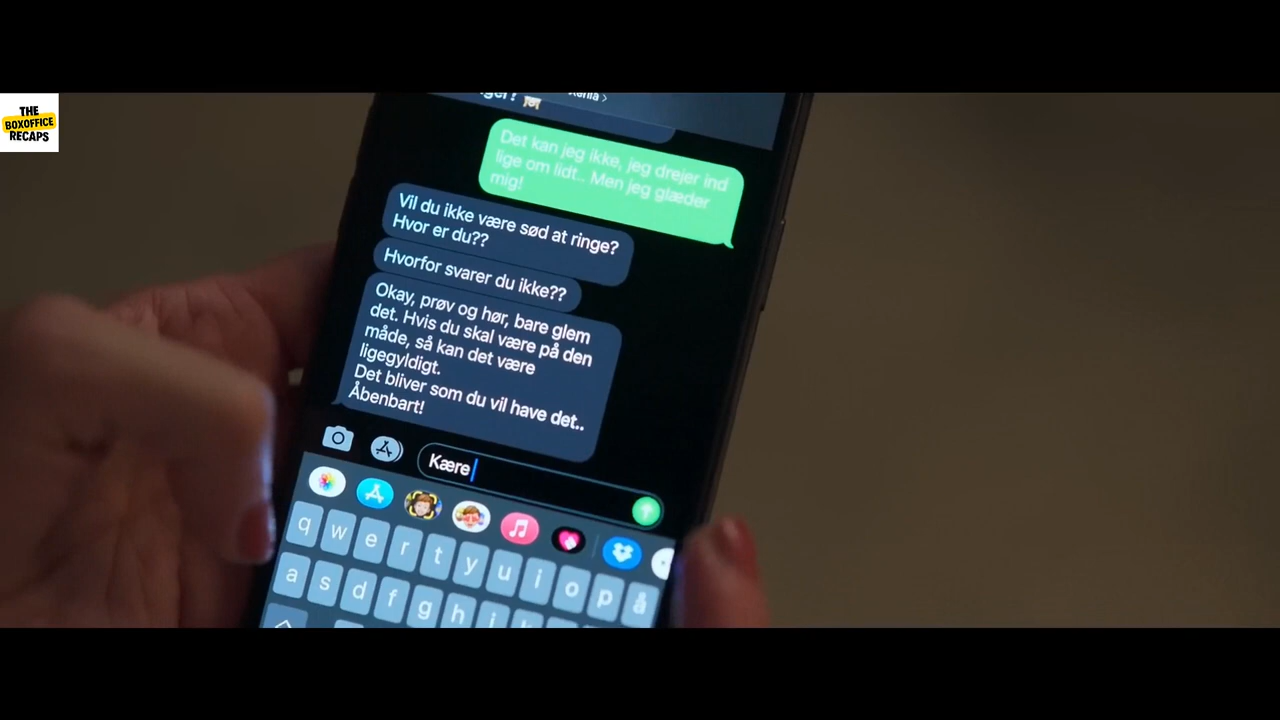 THE
BOXOFFICE
RECAPS
Det kan jeg ikke, jeg drejer ind
lige om lidt.. Men jeg glæder
mig!
Vil du ikke være sød at ringe?
Hvor er du??
Hvorfor svarer du ikke??
Okay, prøv og hør, bare glem
det. Hvis du skal være på den
måde, så kan det være
ligegyldigt.
Det bliver som du vil have det..
Åbenbart!
Kære
q w e r t y u i o p å
a s d f g h